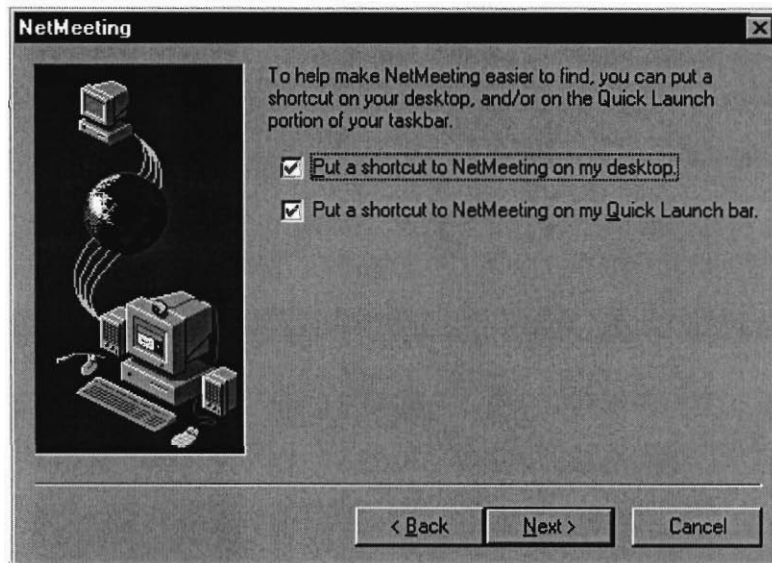 NetMeeting
To help make NetMeeting easier to find, you can put a
shortcut on your desktop, and/or on the Quick Launch
portion of your taskbar.
Put a shortcut to NetMeeting on my desktop.
Put a shortcut to NetMeeting on my Quick Launch bar.
< Back
Next >
Cancel